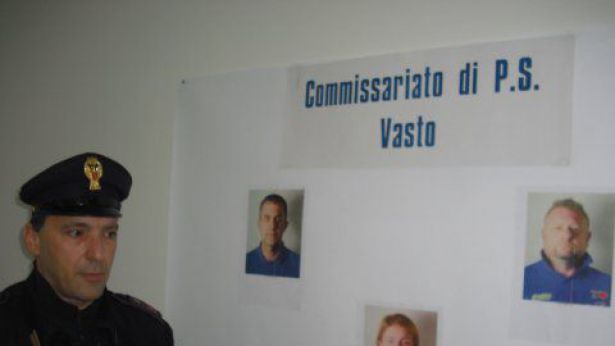 Commissariato di P.S.
Vasto